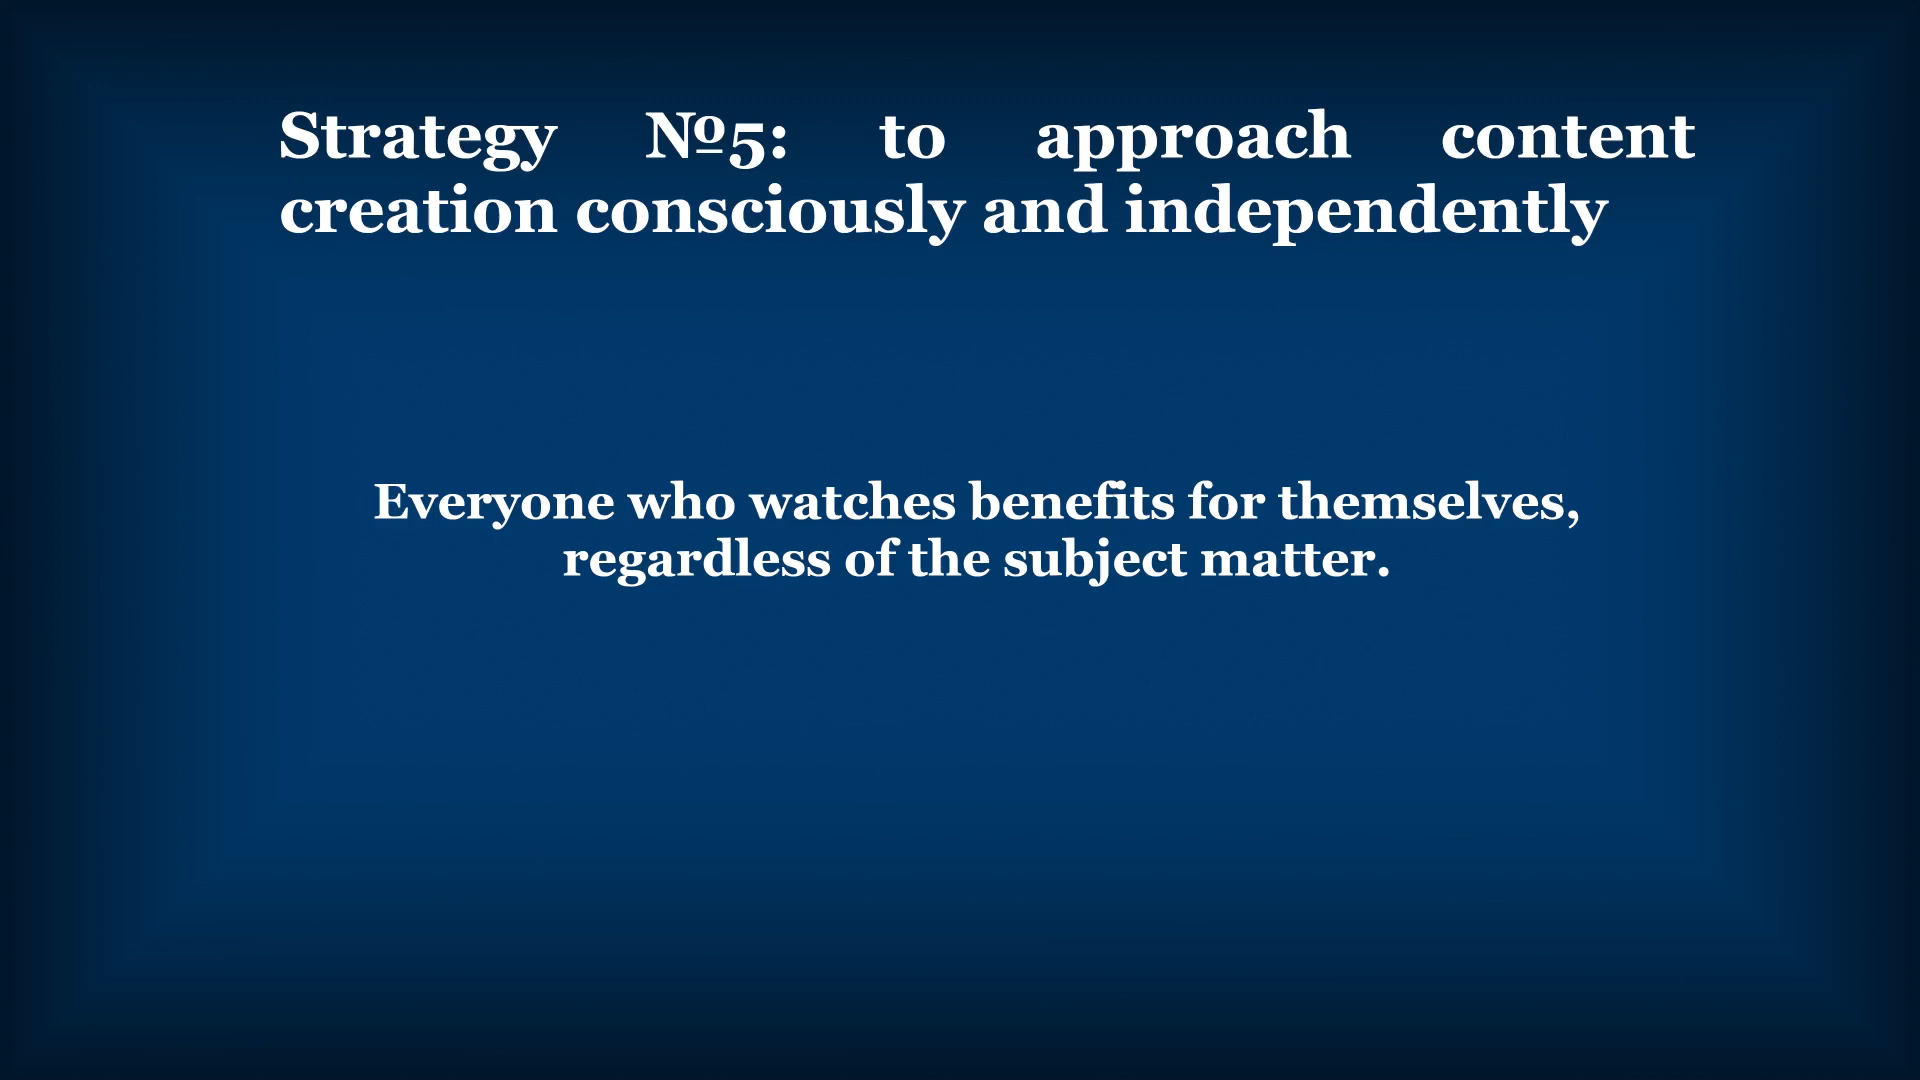 Strategy №5: to approach content
creation consciously and independently
Everyone who watches benefits for themselves,
regardless of the subject matter.